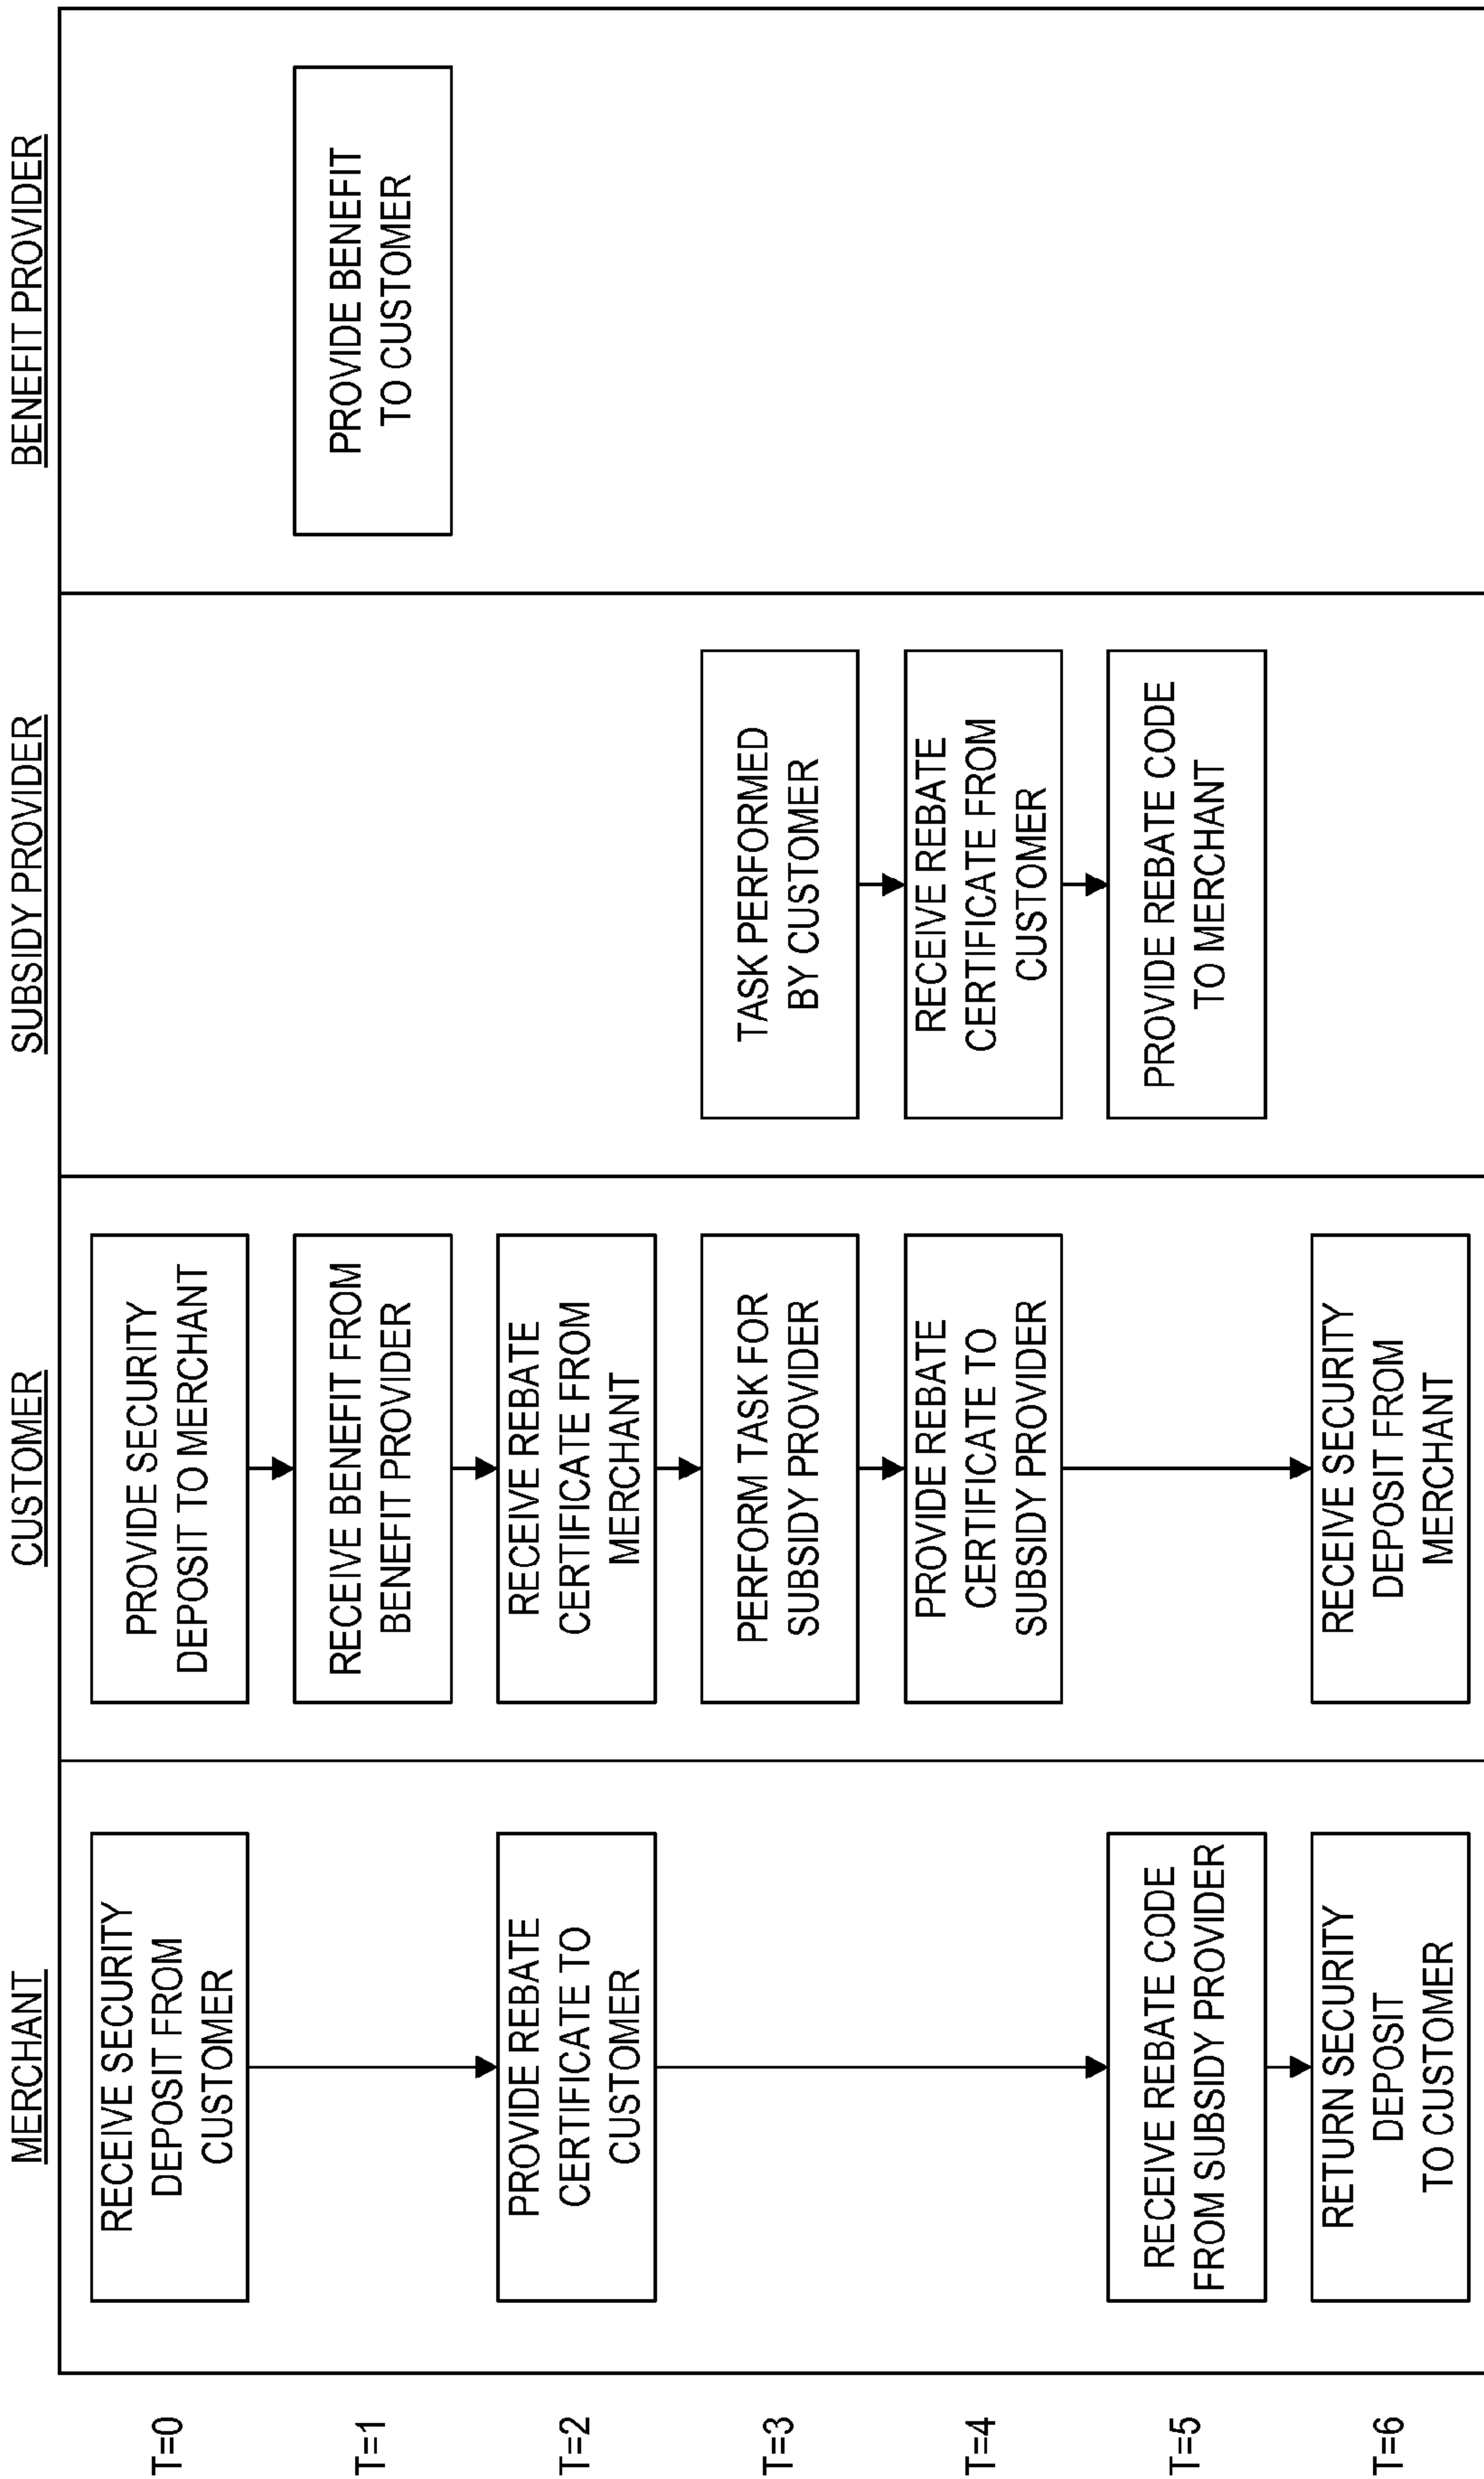 MERCHANT
CUSTOMER
SUBSIDY PROVIDER
BENEFIT PROVIDER
T=0
RECEIVE SECURITY
DEPOSIT FROM
CUSTOMER
PROVIDE SECURITY
DEPOSIT TO MERCHANT
T=1
RECEIVE BENEFIT FROM
BENEFIT PROVIDER
PROVIDE BENEFIT
TO CUSTOMER
T=2
PROVIDE REBATE
CERTIFICATE TO
CUSTOMER
RECEIVE REBATE
CERTIFICATE FROM
MERCHANT
T=3
PERFORM TASK FOR
SUBSIDY PROVIDER
TASK PERFORMED
BY CUSTOMER
T=4
PROVIDE REBATE
CERTIFICATE TO
SUBSIDY PROVIDER
RECEIVE REBATE
CERTIFICATE FROM
CUSTOMER
T=5
RECEIVE REBATE CODE
FROM SUBSIDY PROVIDER
PROVIDE REBATE CODE
TO MERCHANT
T=6
RETURN SECURITY
DEPOSIT
TO CUSTOMER
RECEIVE SECURITY
DEPOSIT FROM
MERCHANT